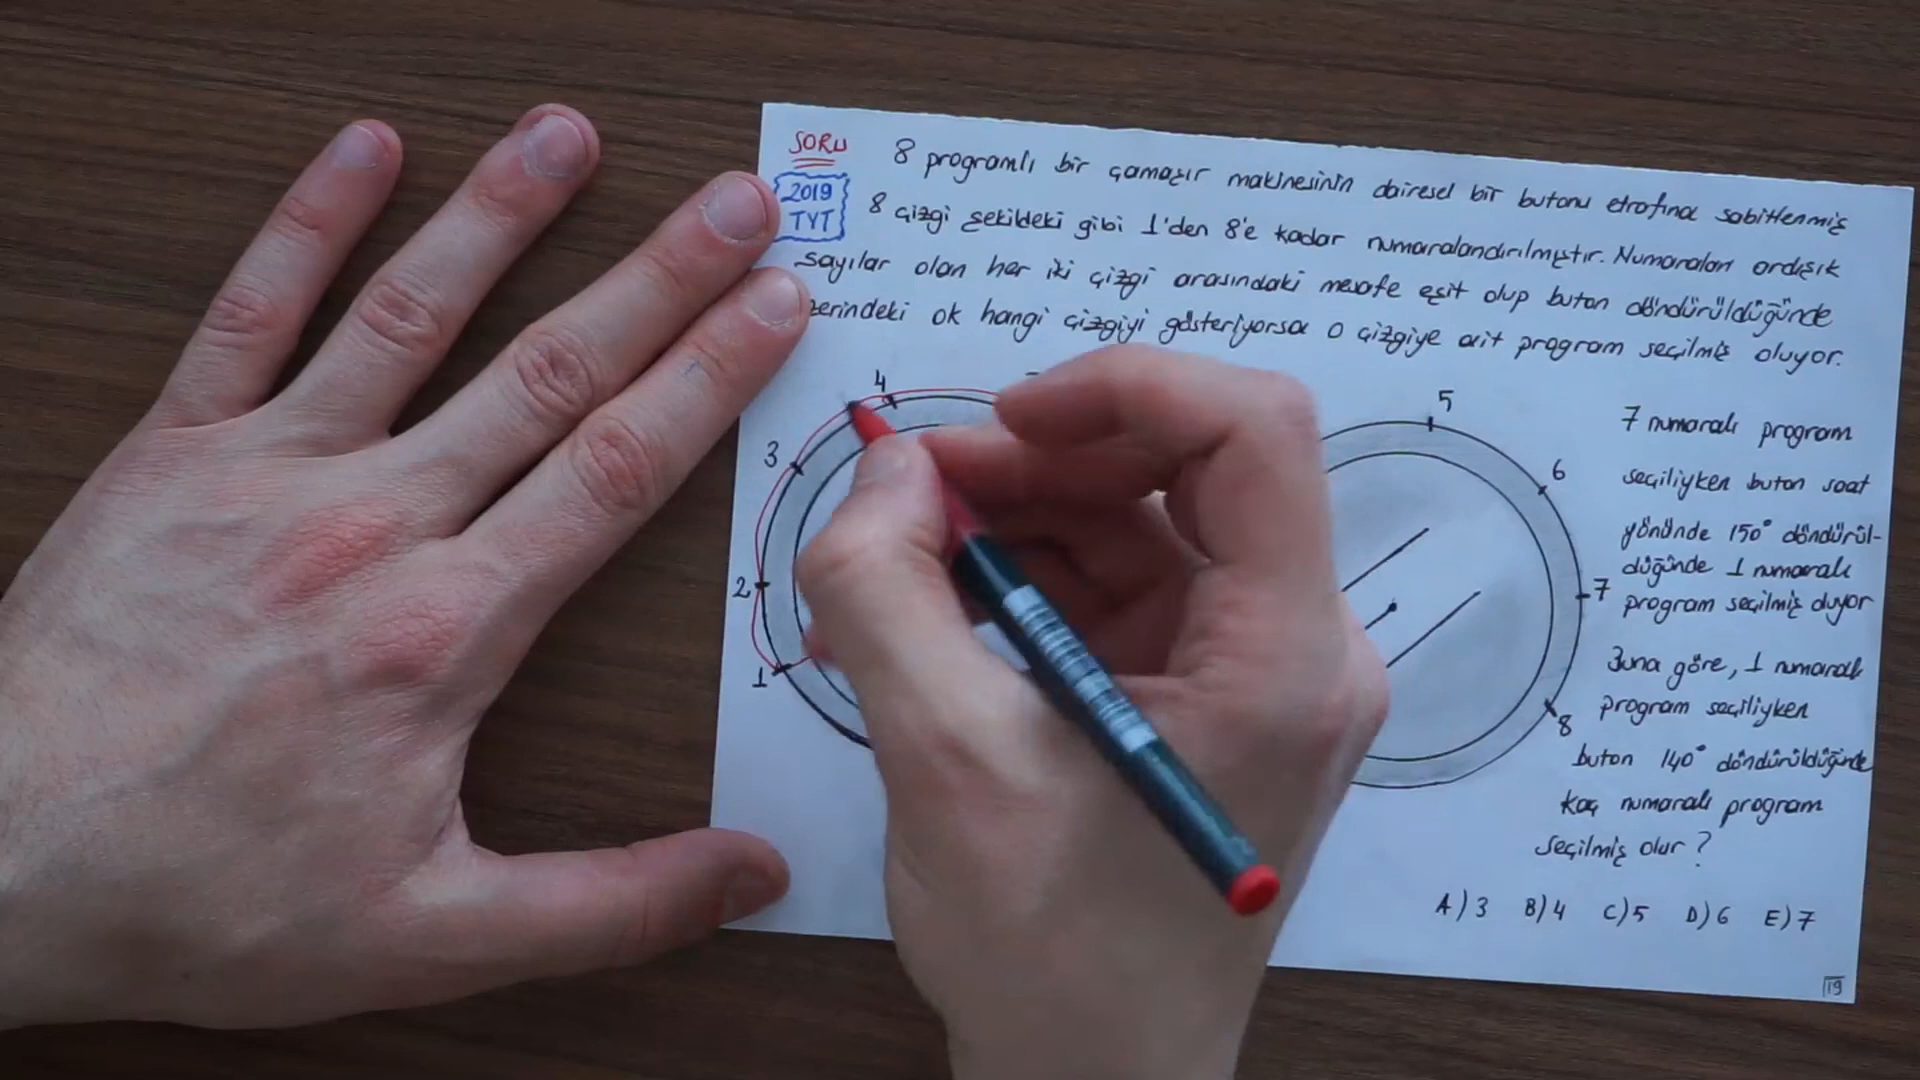 SORU
2019
TYT
8 programlı bir çamaşır makinesinin dairesel bir butonu etrafına sabitlenmiş
8 çizgi şekildeki gibi 1'den 8'e kadar numaralandırılmıştır. Numaraları ardışık
sayılar olan her iki çizgi arasındaki mesafe eşit olup buton döndürüldüğünde
zerindeki ok hangi çizgiyi gösteriyorsa o çizgiye ait program seçilmiş oluyor.
4
3
2
1
5
6
7
8
7 numaralı program
seçiliyken buton saat
yönünde 150° döndürül-
düğünde 1 numaralı
program seçilmiş oluyor
Buna göre, 1 numaralı
program seçiliyken
buton 140° döndürüldüğünde
kaç numaralı program
seçilmiş olur?
A) 3 B) 4 C) 5 D) 6 E) 7
19